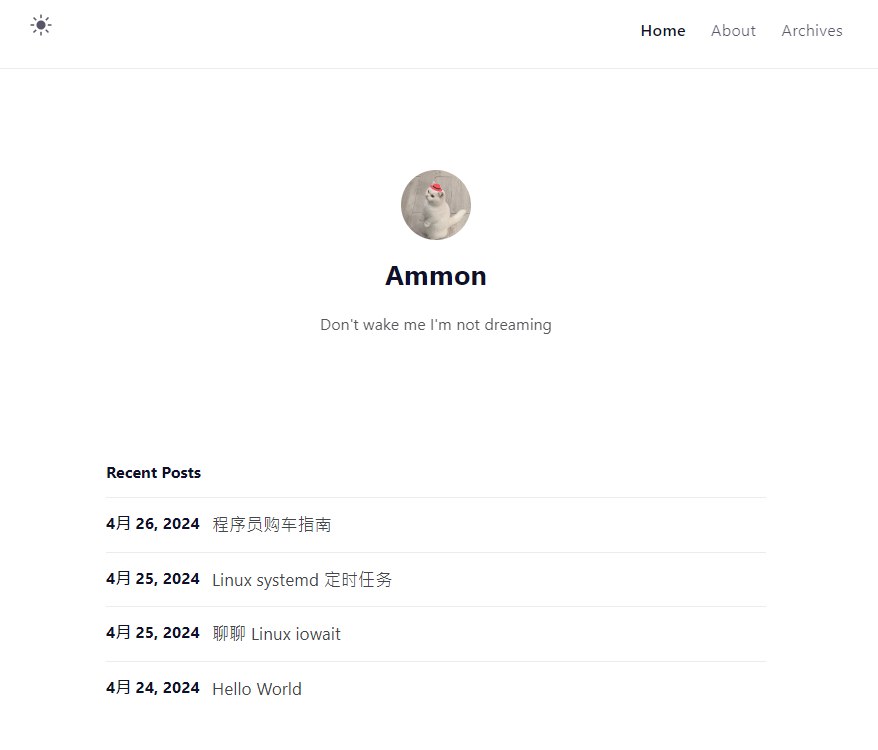 Home About Archives
Ammon
Don't wake me I'm not dreaming
Recent Posts
4月 26, 2024 程序员购车指南
4月 25, 2024 Linux systemd 定时任务
4月 25, 2024 聊聊 Linux iowait
4月 24, 2024 Hello World